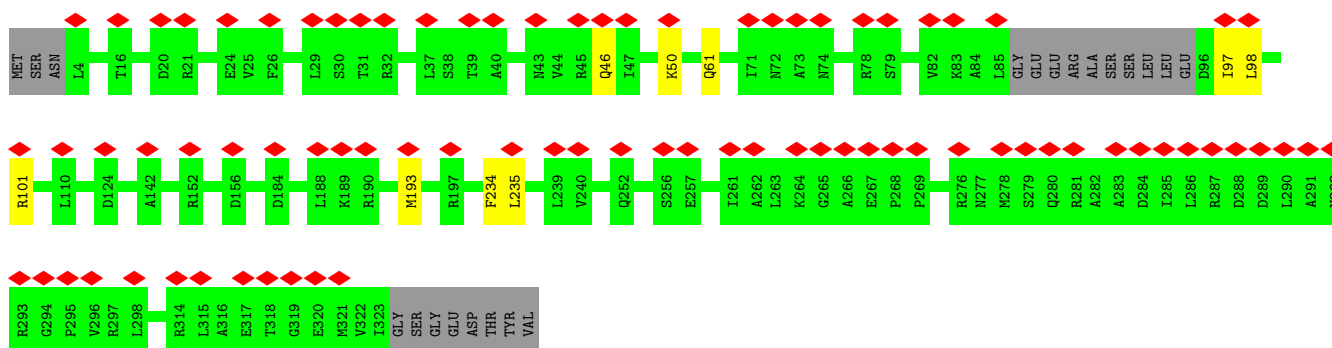 MET SER ASN L4 T16 D20 R21 E24 V25 F26 L29 S30 T31 R32 L37 S38 T39 A40 N43 V44 R45 Q46 I47 K50 Q61 I71 N72 A73 N74 R78 S79 V82 K83 A84 L85 GLY GLU GLU ARG ALA SER SER LEU LEU GLU D96 I97 L98
R101 L110 D124 A142 R152 D156 D184 L188 K189 R190 M193 R197 F234 L235 L239 V240 Q252 S256 E257 I261 A262 L263 K264 G265 A266 E267 P268 P269 R276 N277 M278 S279 Q280 R281 A282 A283 D284 I285 L286 R287 D288 D289 L290 A291
R293 G294 P295 V296 R297 L298 R314 L315 A316 E317 T318 G319 E320 M321 V322 I323 GLY SER GLY GLU ASP THR TYR VAL